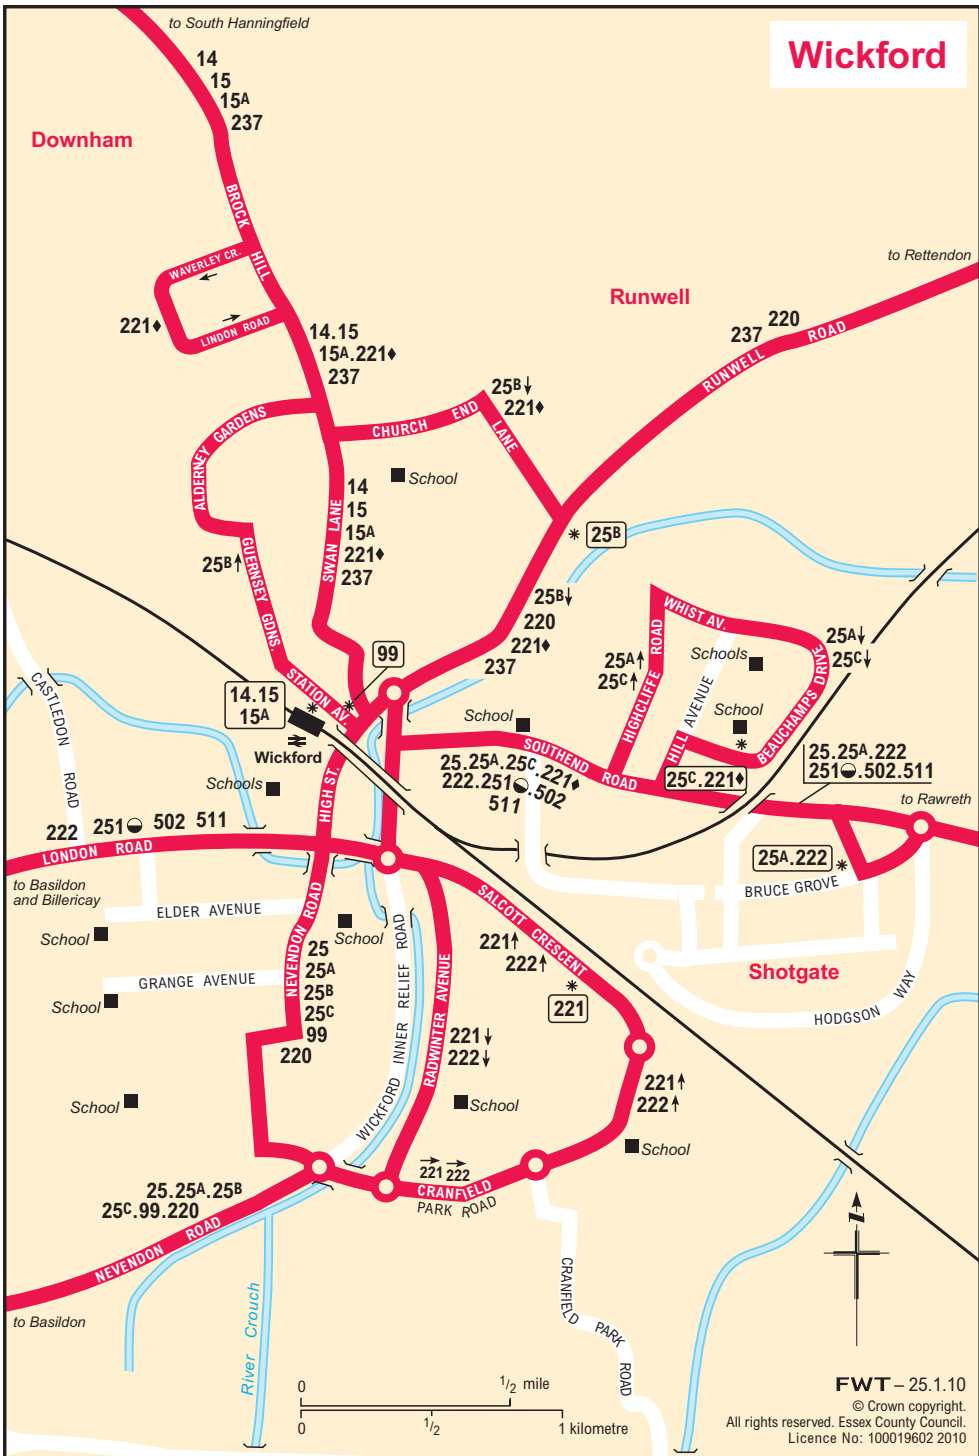 to South Hanningfield
Wickford
14
15
15A
237
Downham
BROCK HILL
WAVERLEY CR.
LINDON ROAD
221♦
to Rettendon
Runwell
220
237
RUNWELL ROAD
14.15
15A.221♦
237
25B↓
221♦
CHURCH END LANE
ALDERNEY GARDENS
School
14
15
15A
221♦
237
SWAN LANE
25B↑
GUERNSEY GDNS.
* 25B
25B↓
220
221♦
237
WHIST AV.
HIGHCLIFFE ROAD
25A↑
25C↑
Schools
25A↓
25C↓
BEAUCHAMPS DRIVE
HILL AVENUE
School
*
99
*
*
STATION AV.
14.15
15A
Wickford
CASTLEDON ROAD
School
SOUTHEND ROAD
25.25A.25C.221♦
222.251.502
511
25C.221♦
25.25A.222
251.502.511
to Rawreth
Schools
HIGH ST.
222 251 502 511
LONDON ROAD
to Basildon
and Billericay
25A.222 *
BRUCE GROVE
ELDER AVENUE
School
School
SALCOTT CRESCENT
221↑
222↑
* 
221
Shotgate
HODGSON WAY
GRANGE AVENUE
School
NEVENDON ROAD
25
25A
25B
25C
99
220
WICKFORD INNER RELIEF ROAD
RADWINTER AVENUE
221↓
222↓
School
221↑
222↑
School
School
→ →
221 222
CRANFIELD
PARK ROAD
25.25A.25B
25C.99.220
NEVENDON ROAD
to Basildon
River Crouch
CRANFIELD PARK ROAD
N
0 1/2 mile
0 1/2 1 kilometre
FWT – 25.1.10
© Crown copyright.
All rights reserved. Essex County Council.
Licence No: 100019602 2010